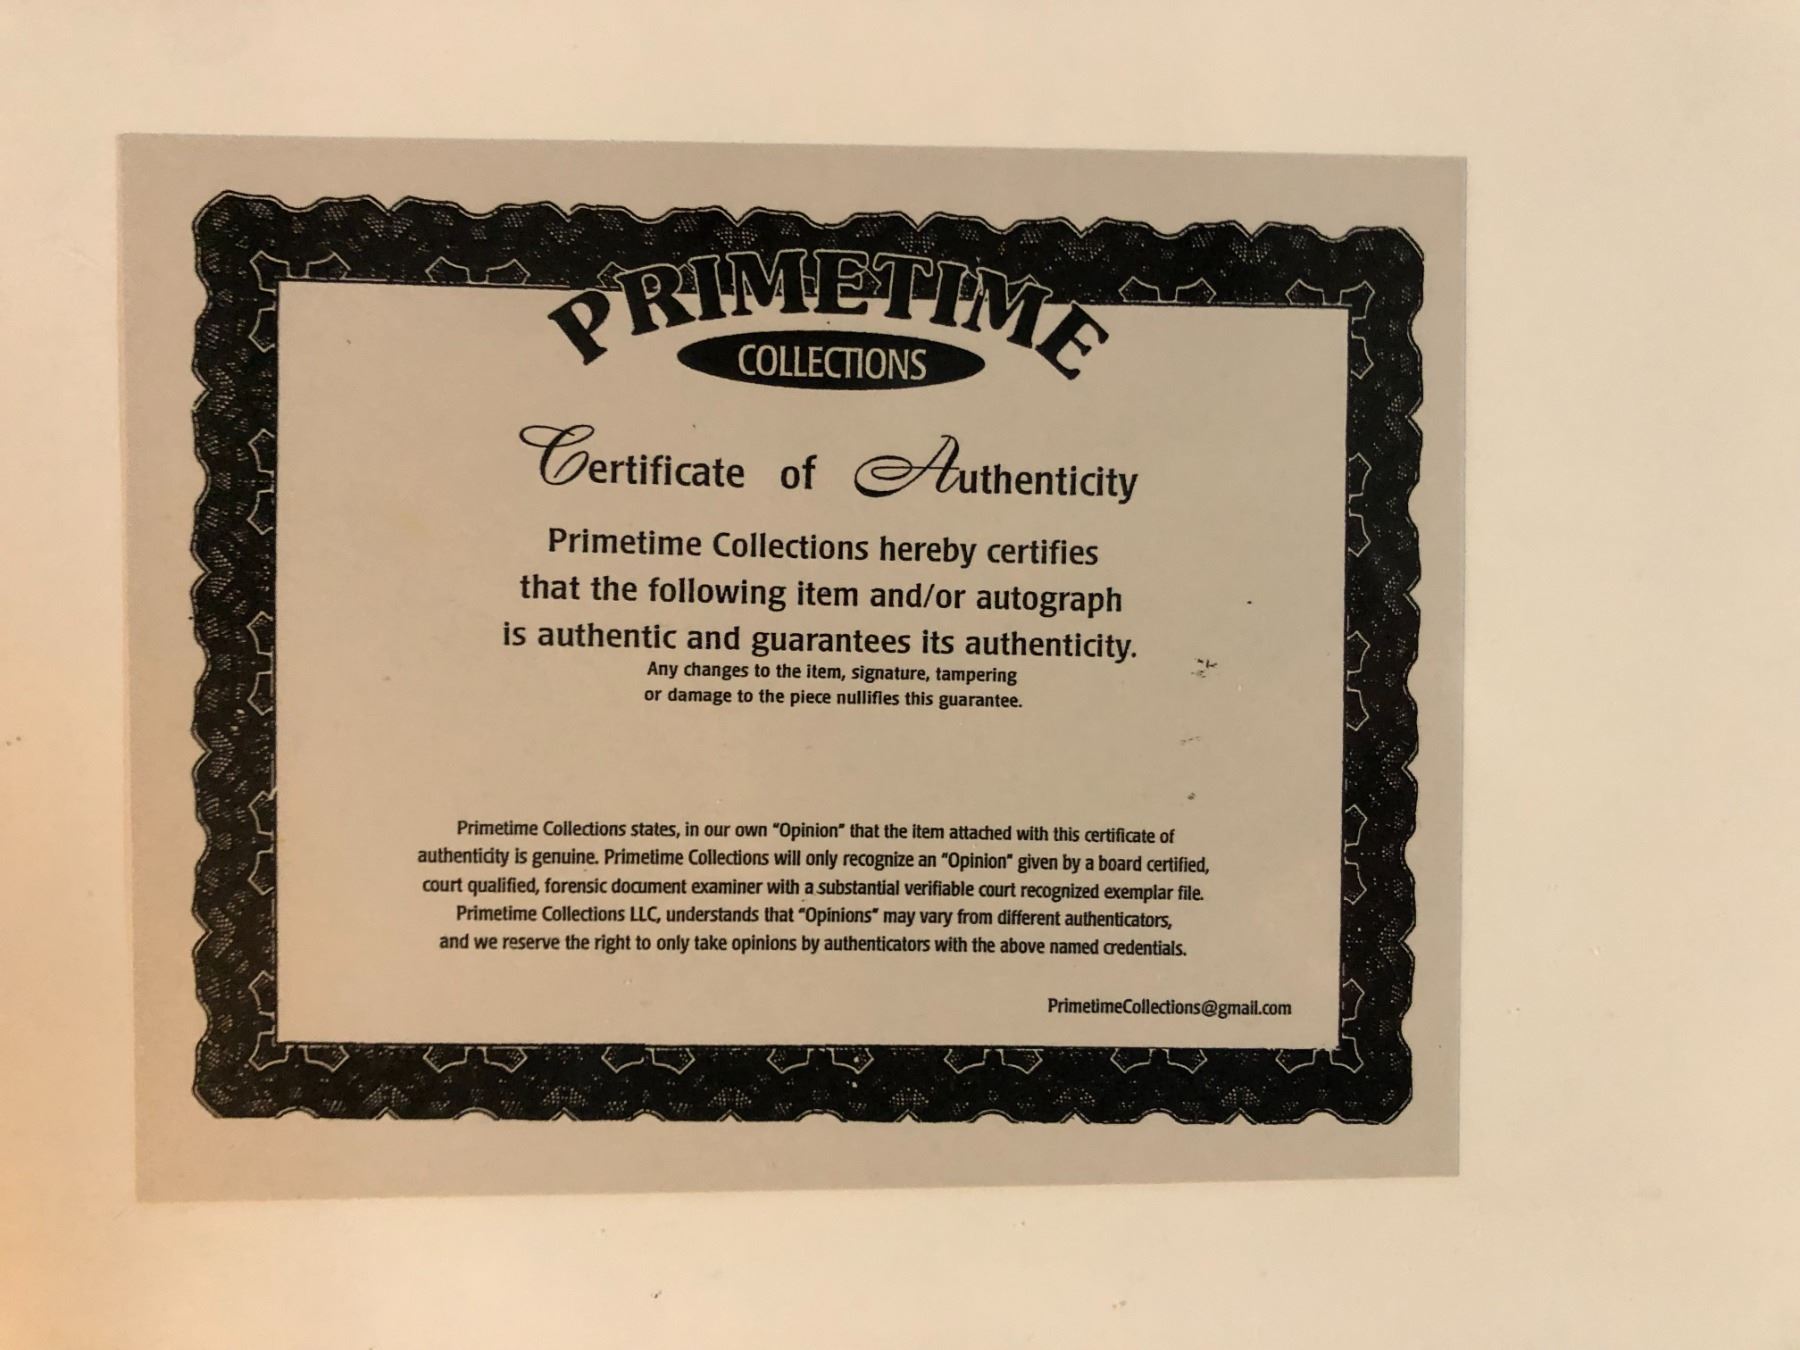 PRIMETIME
COLLECTIONS
Certificate of Authenticity
Primetime Collections hereby certifies
that the following item and/or autograph
is authentic and guarantees its authenticity.
Any changes to the item, signature, tampering
or damage to the piece nullifies this guarantee.
Primetime Collections states, in our own "Opinion" that the item attached with this certificate of
authenticity is genuine. Primetime Collections will only recognize an "Opinion" given by a board certified,
court qualified, forensic document examiner with a substantial verifiable court recognized exemplar file.
Primetime Collections LLC, understands that "Opinions" may vary from different authenticators,
and we reserve the right to only take opinions by authenticators with the above named credentials.
PrimetimeCollections@gmail.com